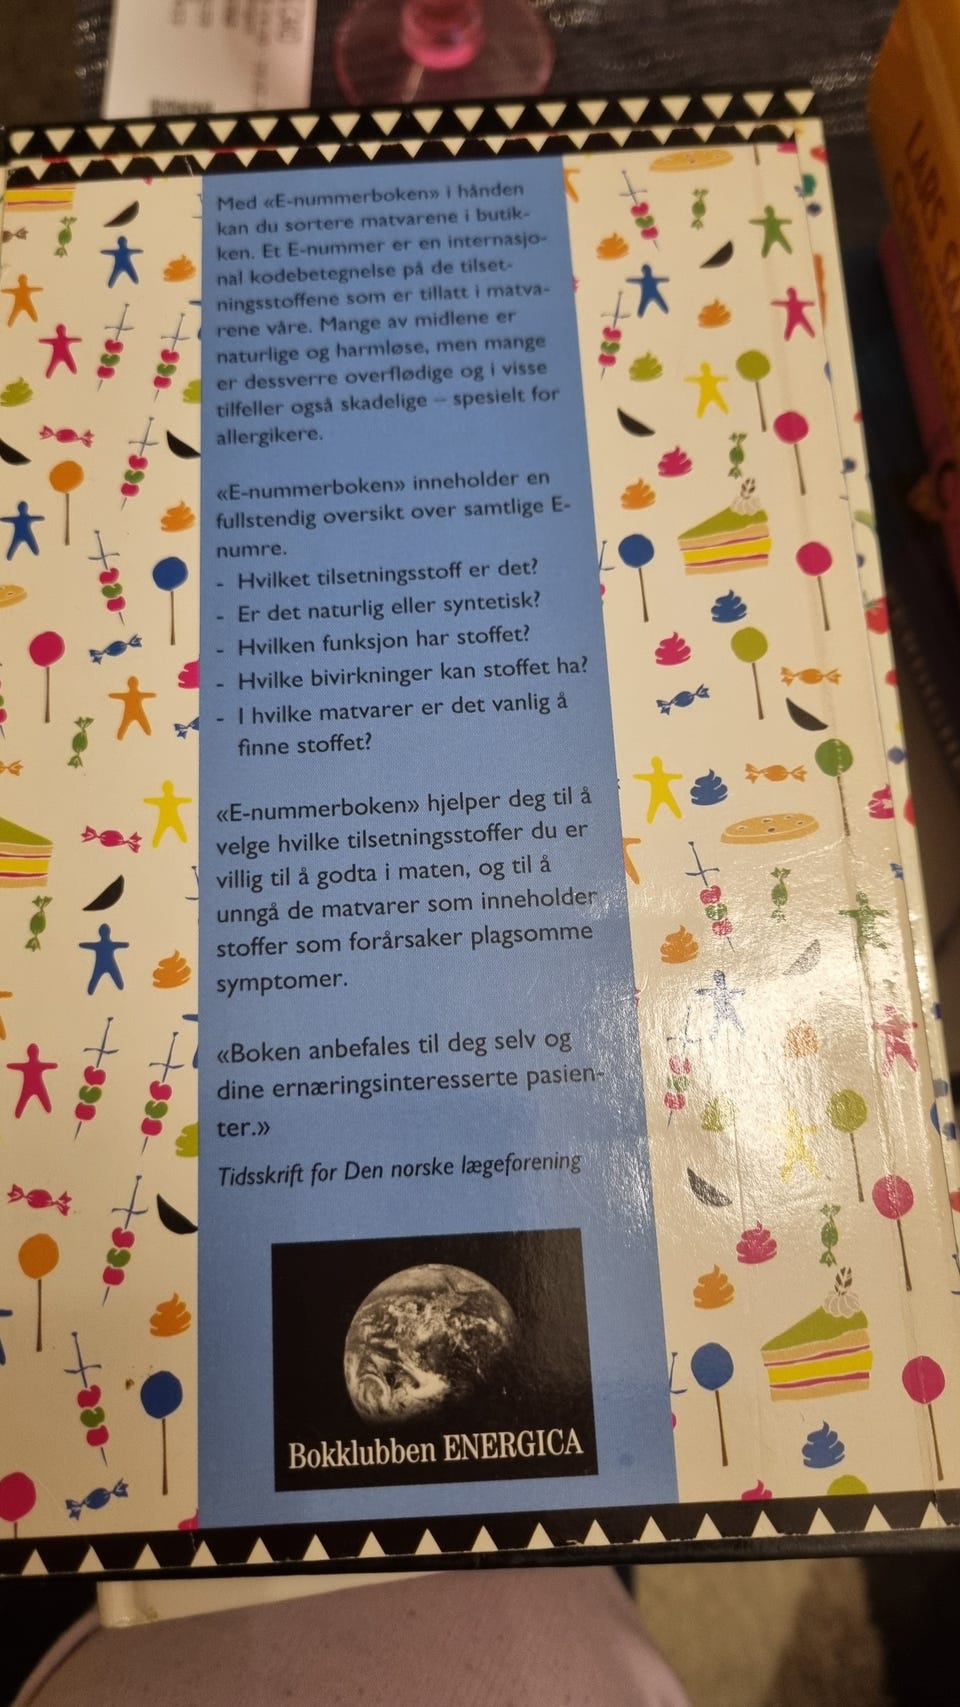 Med «E-nummerboken» i hånden
kan du sortere matvarene i butik-
ken. Et E-nummer er en internasjo-
nal kodebetegnelse på de tilset-
ningsstoffene som er tillatt i matva-
rene våre. Mange av midlene er
naturlige og harmløse, men mange
er dessverre overflødige og i visse
tilfeller også skadelige – spesielt for
allergikere.
«E-nummerboken» inneholder en
fullstendig oversikt over samtlige E-
numre.
- Hvilket tilsetningsstoff er det?
- Er det naturlig eller syntetisk?
- Hvilken funksjon har stoffet?
- Hvilke bivirkninger kan stoffet ha?
- I hvilke matvarer er det vanlig å
finne stoffet?
«E-nummerboken» hjelper deg til å
velge hvilke tilsetningsstoffer du er
villig til å godta i maten, og til å
unngå de matvarer som inneholder
stoffer som forårsaker plagsomme
symptomer.
«Boken anbefales til deg selv og
dine ernæringsinteresserte pasien-
ter.»
Tidsskrift for Den norske lægeforening
Bokklubben ENERGICA
LARS